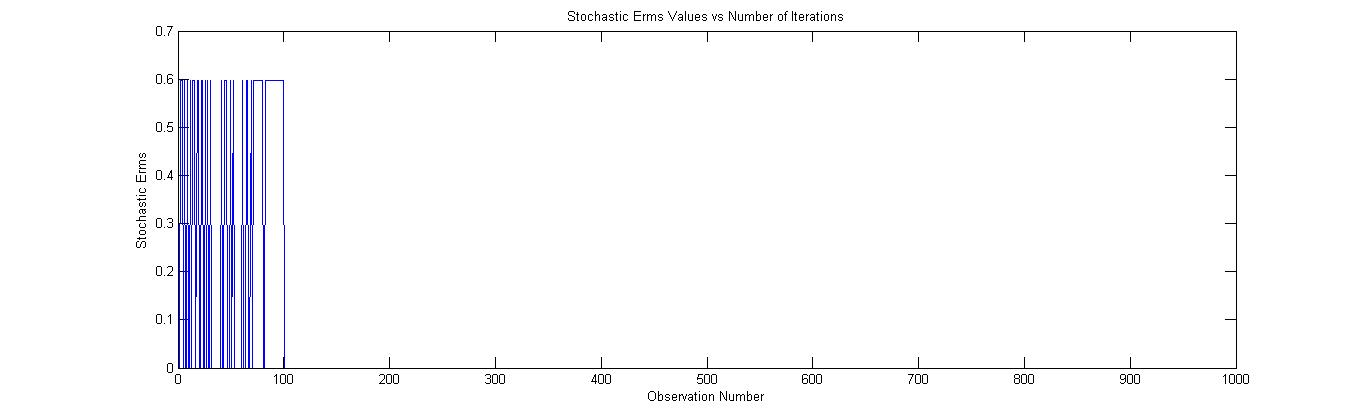 Stochastic Erms Values vs Number of Iterations
0.7
0.6
0.5
0.4
0.3
0.2
0.1
0
Stochastic Erms
0 100 200 300 400 500 600 700 800 900 1000
Observation Number